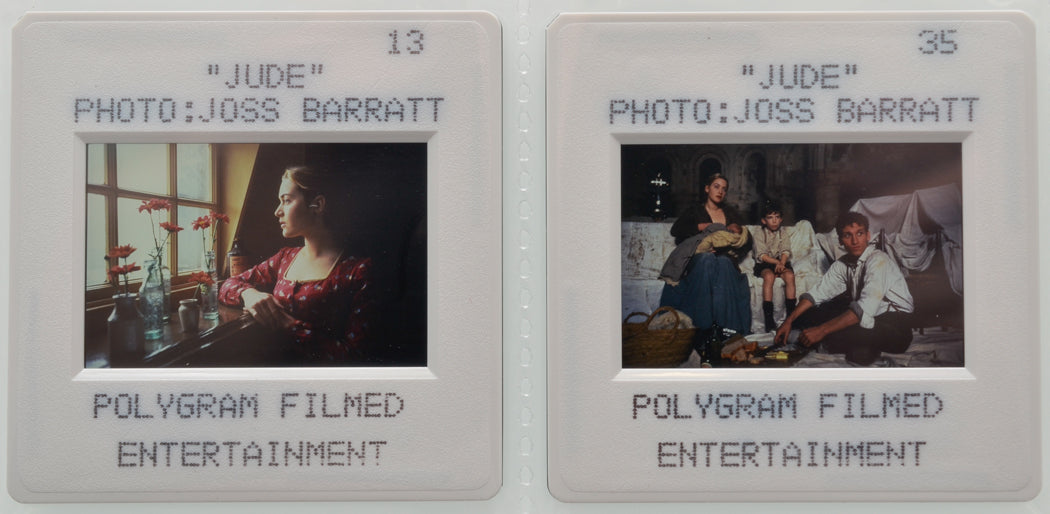 13
"JUDE"
PHOTO:JOSS BARRATT
POLYGRAM FILMED
ENTERTAINMENT
35
"JUDE"
PHOTO:JOSS BARRATT
POLYGRAM FILMED
ENTERTAINMENT